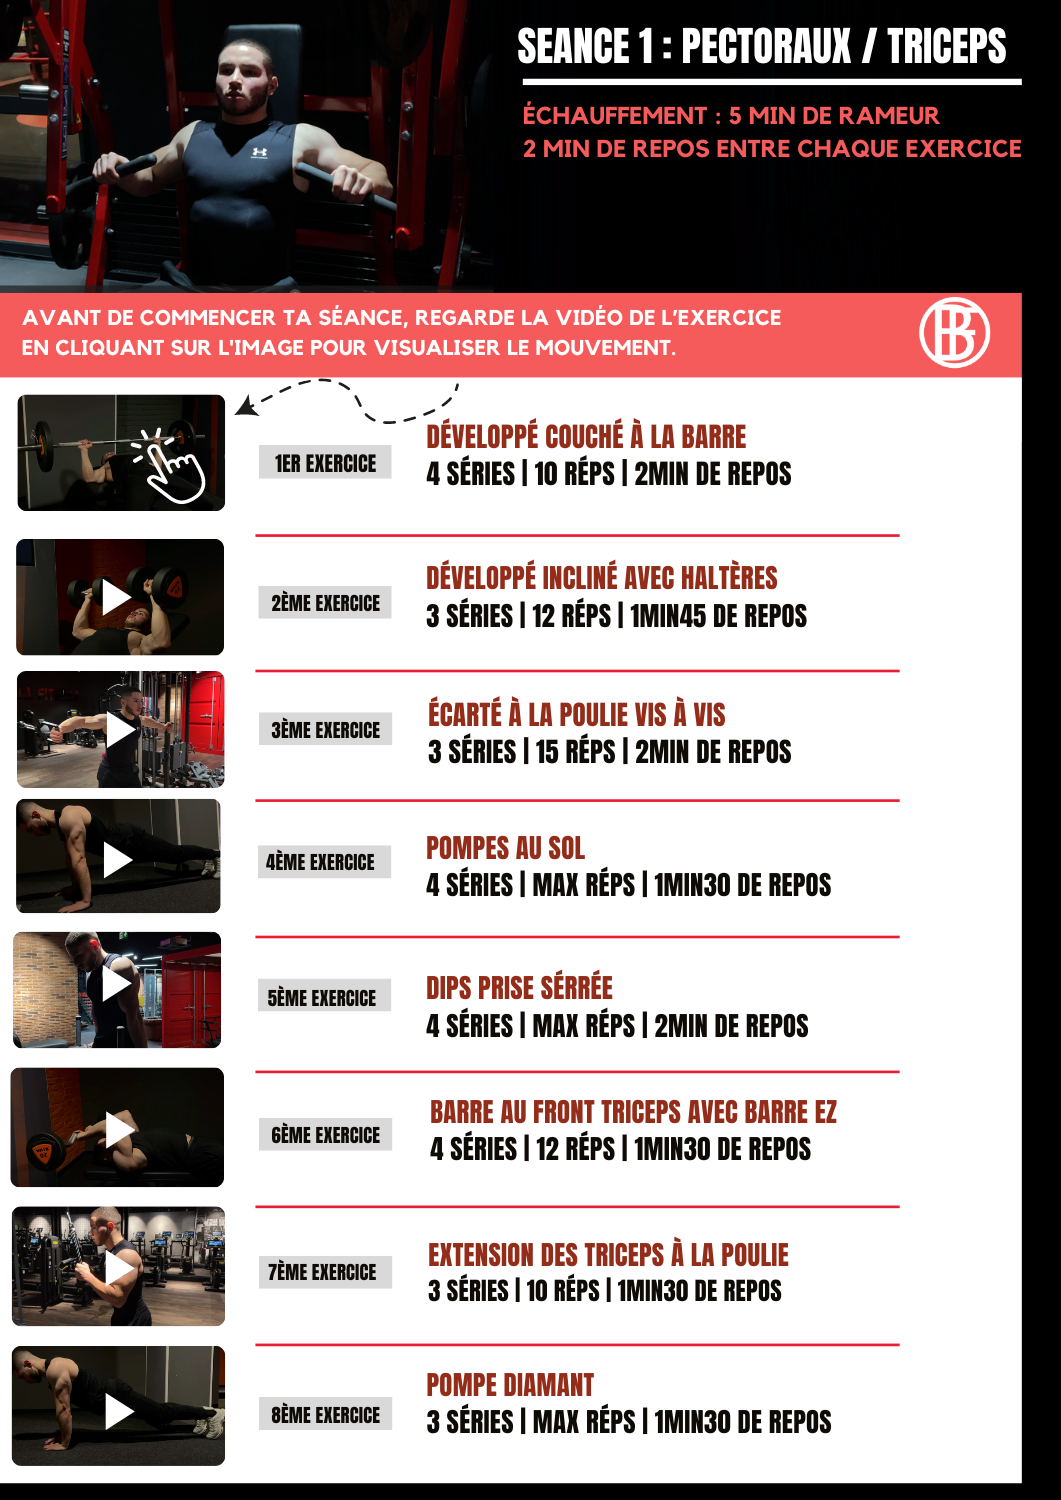 SEANCE 1 : PECTORAUX / TRICEPS
ÉCHAUFFEMENT : 5 MIN DE RAMEUR
2 MIN DE REPOS ENTRE CHAQUE EXERCICE
AVANT DE COMMENCER TA SÉANCE, REGARDE LA VIDÉO DE L'EXERCICE
EN CLIQUANT SUR L'IMAGE POUR VISUALISER LE MOUVEMENT.
1ER EXERCICE
DÉVELOPPÉ COUCHÉ À LA BARRE
4 SÉRIES | 10 RÉPS | 2MIN DE REPOS
2ÈME EXERCICE
DÉVELOPPÉ INCLINÉ AVEC HALTÈRES
3 SÉRIES | 12 RÉPS | 1MIN45 DE REPOS
3ÈME EXERCICE
ÉCARTÉ À LA POULIE VIS À VIS
3 SÉRIES | 15 RÉPS | 2MIN DE REPOS
4ÈME EXERCICE
POMPES AU SOL
4 SÉRIES | MAX RÉPS | 1MIN30 DE REPOS
5ÈME EXERCICE
DIPS PRISE SÉRRÉE
4 SÉRIES | MAX RÉPS | 2MIN DE REPOS
6ÈME EXERCICE
BARRE AU FRONT TRICEPS AVEC BARRE EZ
4 SÉRIES | 12 RÉPS | 1MIN30 DE REPOS
7ÈME EXERCICE
EXTENSION DES TRICEPS À LA POULIE
3 SÉRIES | 10 RÉPS | 1MIN30 DE REPOS
8ÈME EXERCICE
POMPE DIAMANT
3 SÉRIES | MAX RÉPS | 1MIN30 DE REPOS